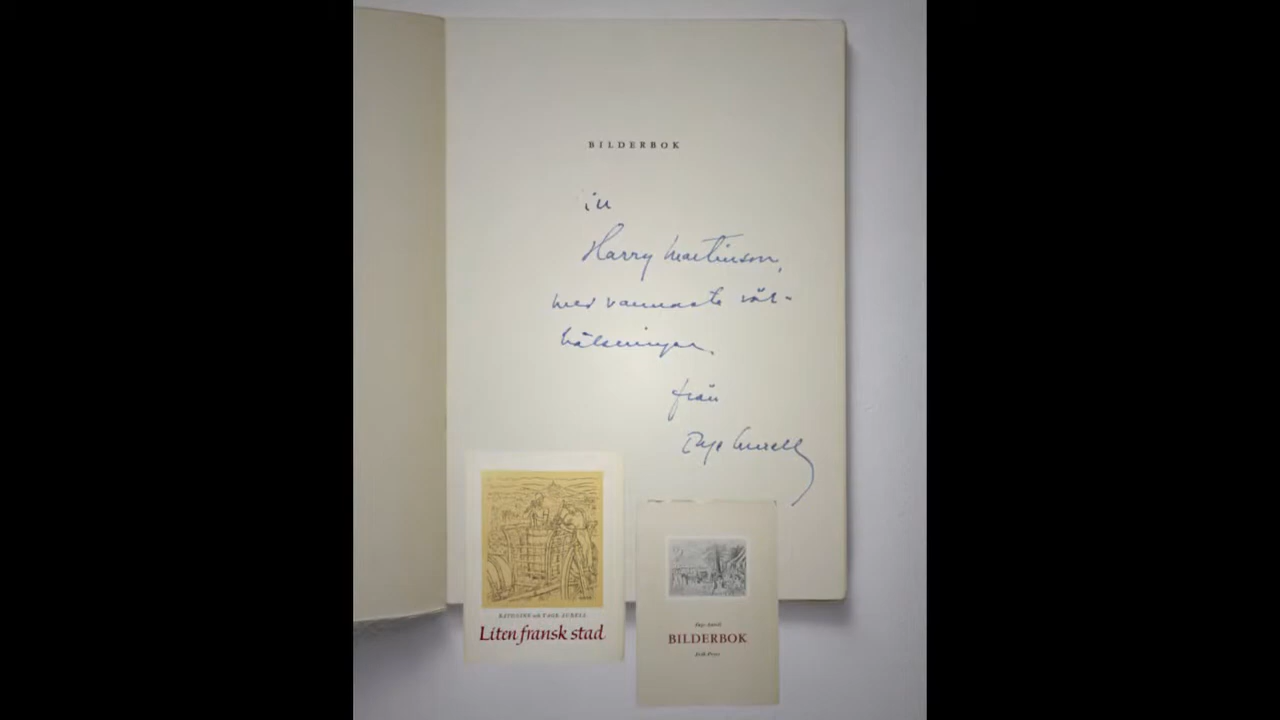 BILDERBOK
till
Harry Martinson,
med varmaste väl-
hälsningar.
från
Tage Aurell
KATHRINE och TAGE AURELL
Liten fransk stad
Tage Aurell
BILDERBOK